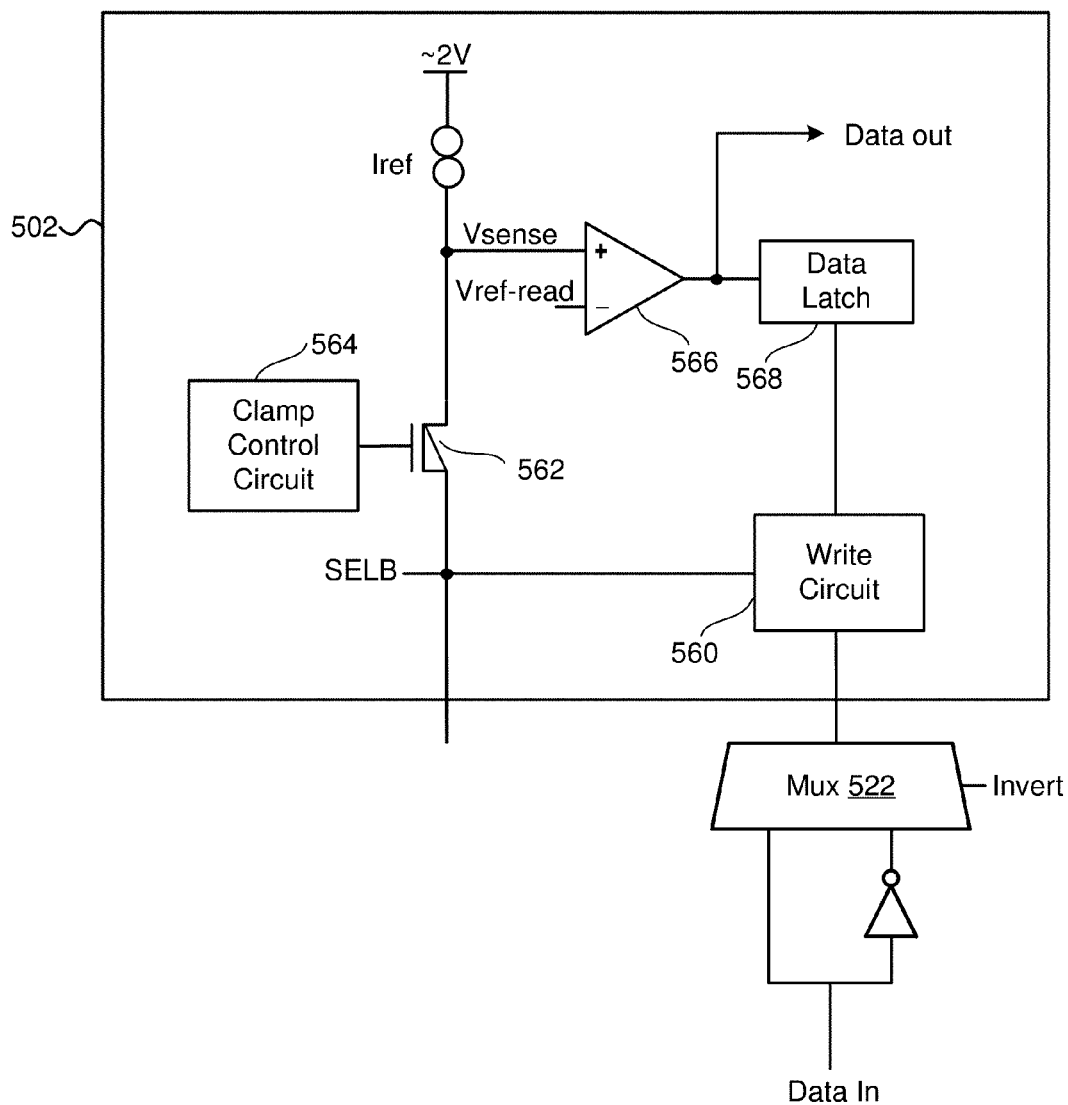 ~2V
Iref
Data out
502
Vsense
+
Data
Latch
Vref-read
−
566
568
564
Clamp
Control
Circuit
562
SELB
Write
Circuit
560
Mux 522
Invert
Data In